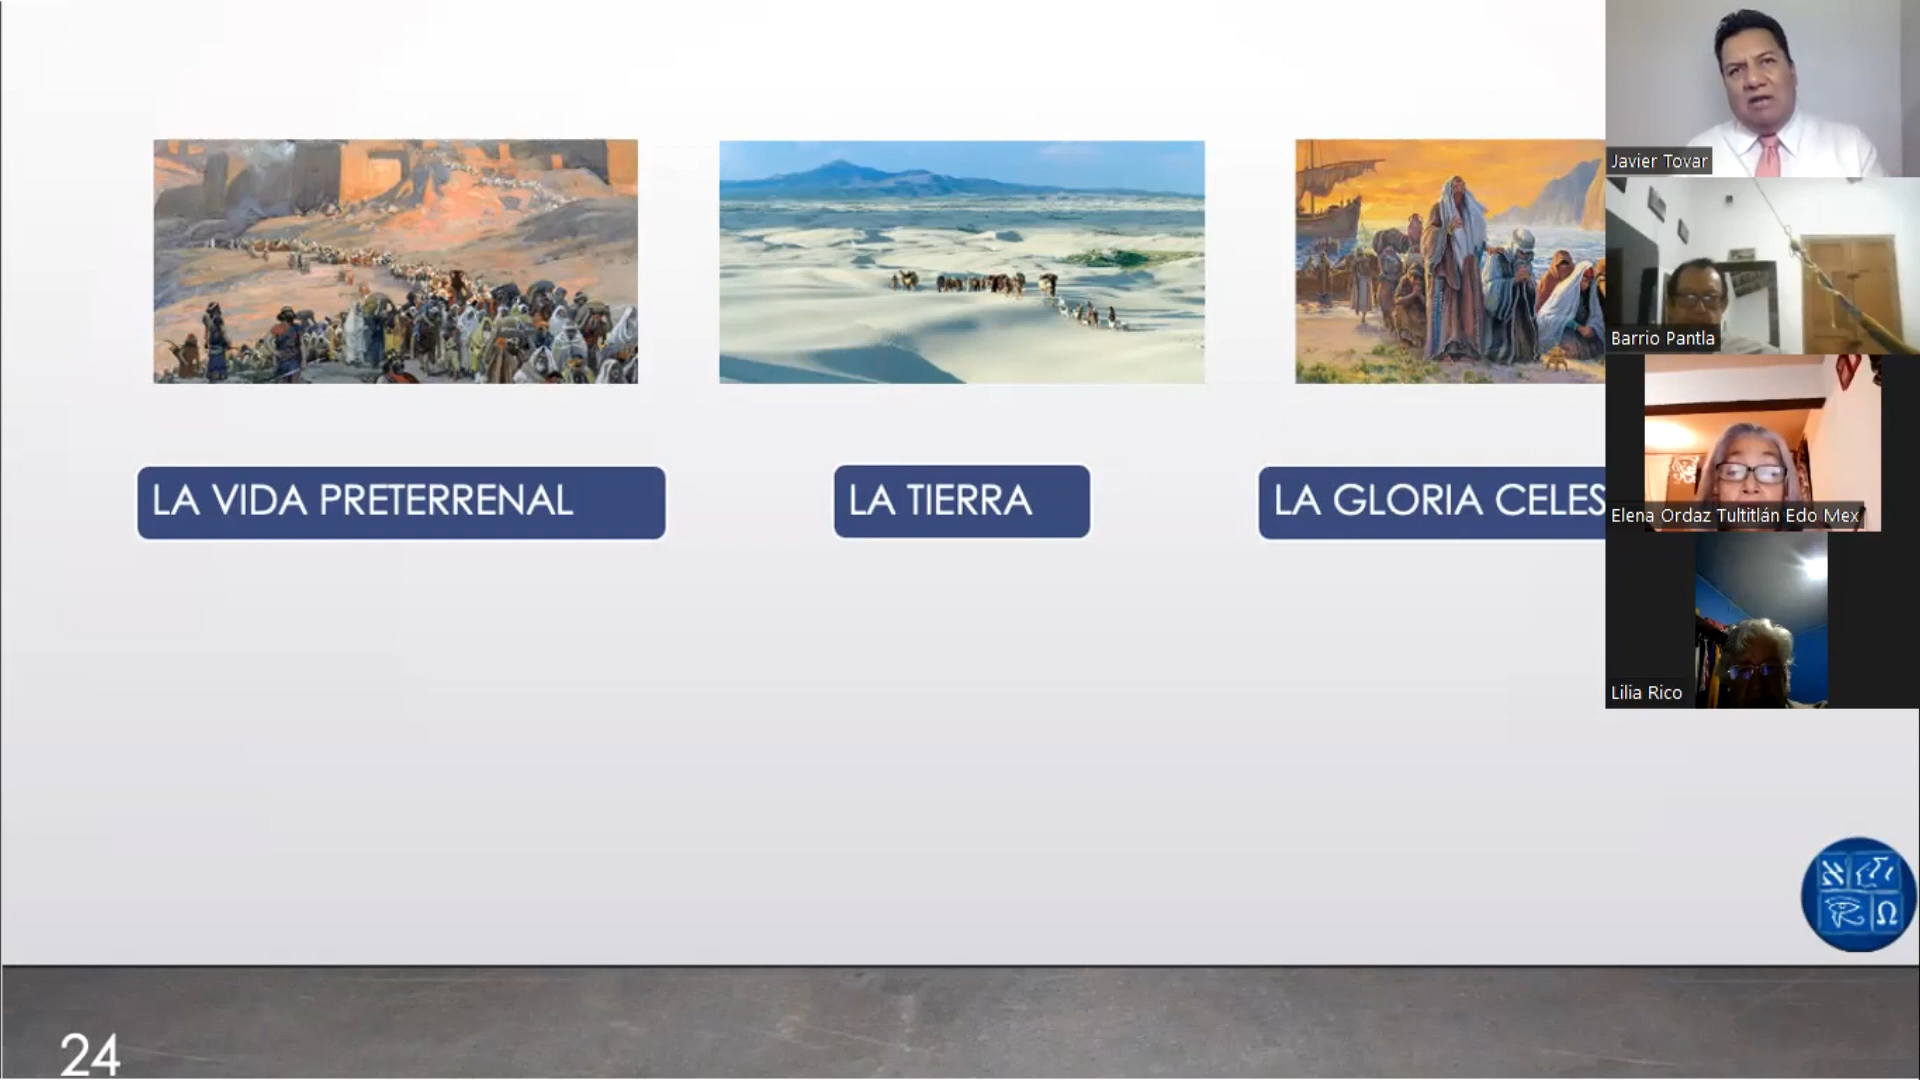 LA VIDA PRETERRENAL
LA TIERRA
LA GLORIA CELES
Javier Tovar
Barrio Pantla
Elena Ordaz Tultitlán Edo Mex
Lilia Rico
Ω
24